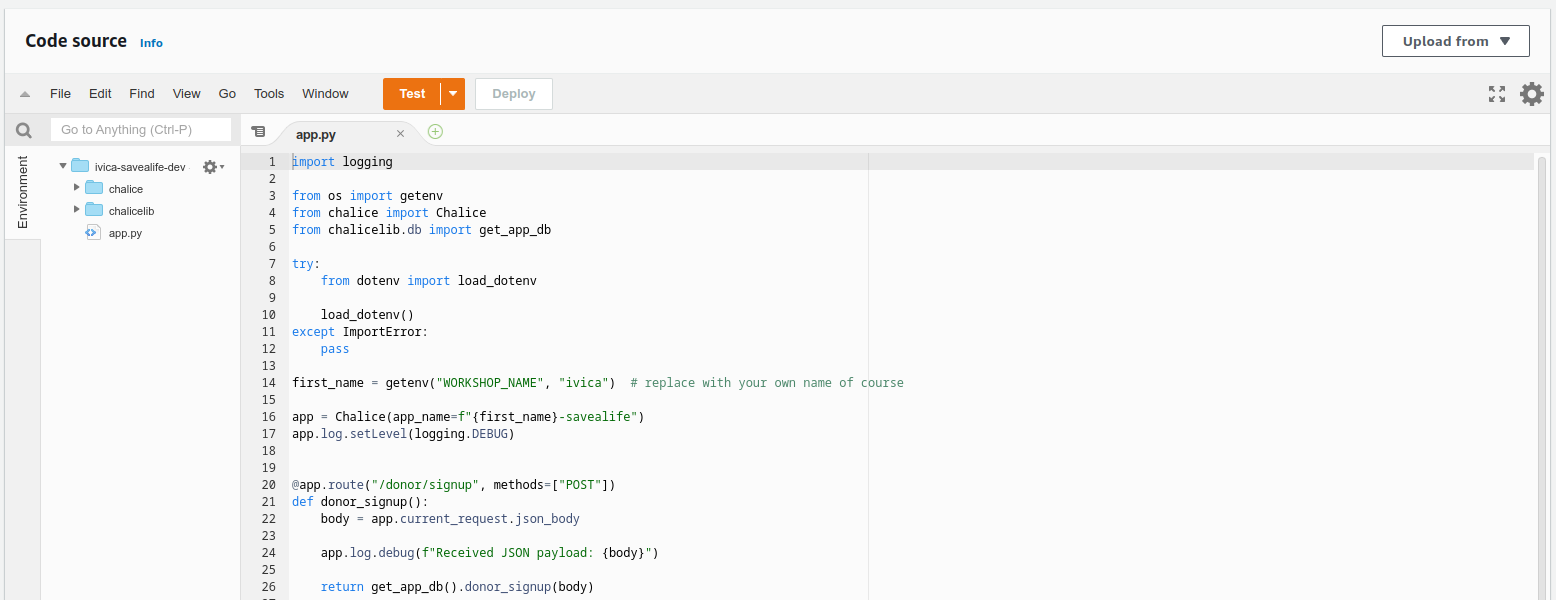 Code source Info
Upload from
File Edit Find View Go Tools Window Test Deploy
Go to Anything (Ctrl-P)
app.py
Environment
ivica-savealife-dev
chalice
chalicelib
app.py
1 import logging
2
3 from os import getenv
4 from chalice import Chalice
5 from chalicelib.db import get_app_db
6
7 try:
8     from dotenv import load_dotenv
9
10     load_dotenv()
11 except ImportError:
12     pass
13
14 first_name = getenv("WORKSHOP_NAME", "ivica")  # replace with your own name of course
15
16 app = Chalice(app_name=f"{first_name}-savealife")
17 app.log.setLevel(logging.DEBUG)
18
19
20 @app.route("/donor/signup", methods=["POST"])
21 def donor_signup():
22     body = app.current_request.json_body
23
24     app.log.debug(f"Received JSON payload: {body}")
25
26     return get_app_db().donor_signup(body)